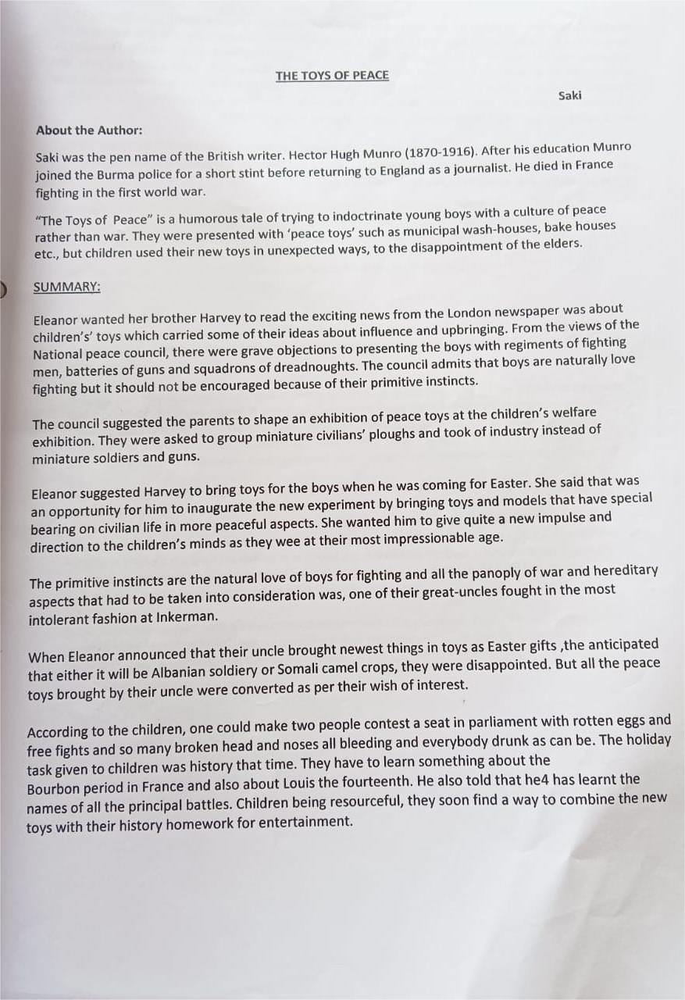 THE TOYS OF PEACE
Saki
About the Author:
Saki was the pen name of the British writer. Hector Hugh Munro (1870-1916). After his education Munro
joined the Burma police for a short stint before returning to England as a journalist. He died in France
fighting in the first world war.
“The Toys of Peace” is a humorous tale of trying to indoctrinate young boys with a culture of peace
rather than war. They were presented with ‘peace toys’ such as municipal wash-houses, bake houses
etc., but children used their new toys in unexpected ways, to the disappointment of the elders.
SUMMARY:
Eleanor wanted her brother Harvey to read the exciting news from the London newspaper was about
children’s’ toys which carried some of their ideas about influence and upbringing. From the views of the
National peace council, there were grave objections to presenting the boys with regiments of fighting
men, batteries of guns and squadrons of dreadnoughts. The council admits that boys are naturally love
fighting but it should not be encouraged because of their primitive instincts.
The council suggested the parents to shape an exhibition of peace toys at the children’s welfare
exhibition. They were asked to group miniature civilians’ ploughs and took of industry instead of
miniature soldiers and guns.
Eleanor suggested Harvey to bring toys for the boys when he was coming for Easter. She said that was
an opportunity for him to inaugurate the new experiment by bringing toys and models that have special
bearing on civilian life in more peaceful aspects. She wanted him to give quite a new impulse and
direction to the children’s minds as they wee at their most impressionable age.
The primitive instincts are the natural love of boys for fighting and all the panoply of war and hereditary
aspects that had to be taken into consideration was, one of their great-uncles fought in the most
intolerant fashion at Inkerman.
When Eleanor announced that their uncle brought newest things in toys as Easter gifts ,the anticipated
that either it will be Albanian soldiery or Somali camel crops, they were disappointed. But all the peace
toys brought by their uncle were converted as per their wish of interest.
According to the children, one could make two people contest a seat in parliament with rotten eggs and
free fights and so many broken head and noses all bleeding and everybody drunk as can be. The holiday
task given to children was history that time. They have to learn something about the
Bourbon period in France and also about Louis the fourteenth. He also told that he4 has learnt the
names of all the principal battles. Children being resourceful, they soon find a way to combine the new
toys with their history homework for entertainment.